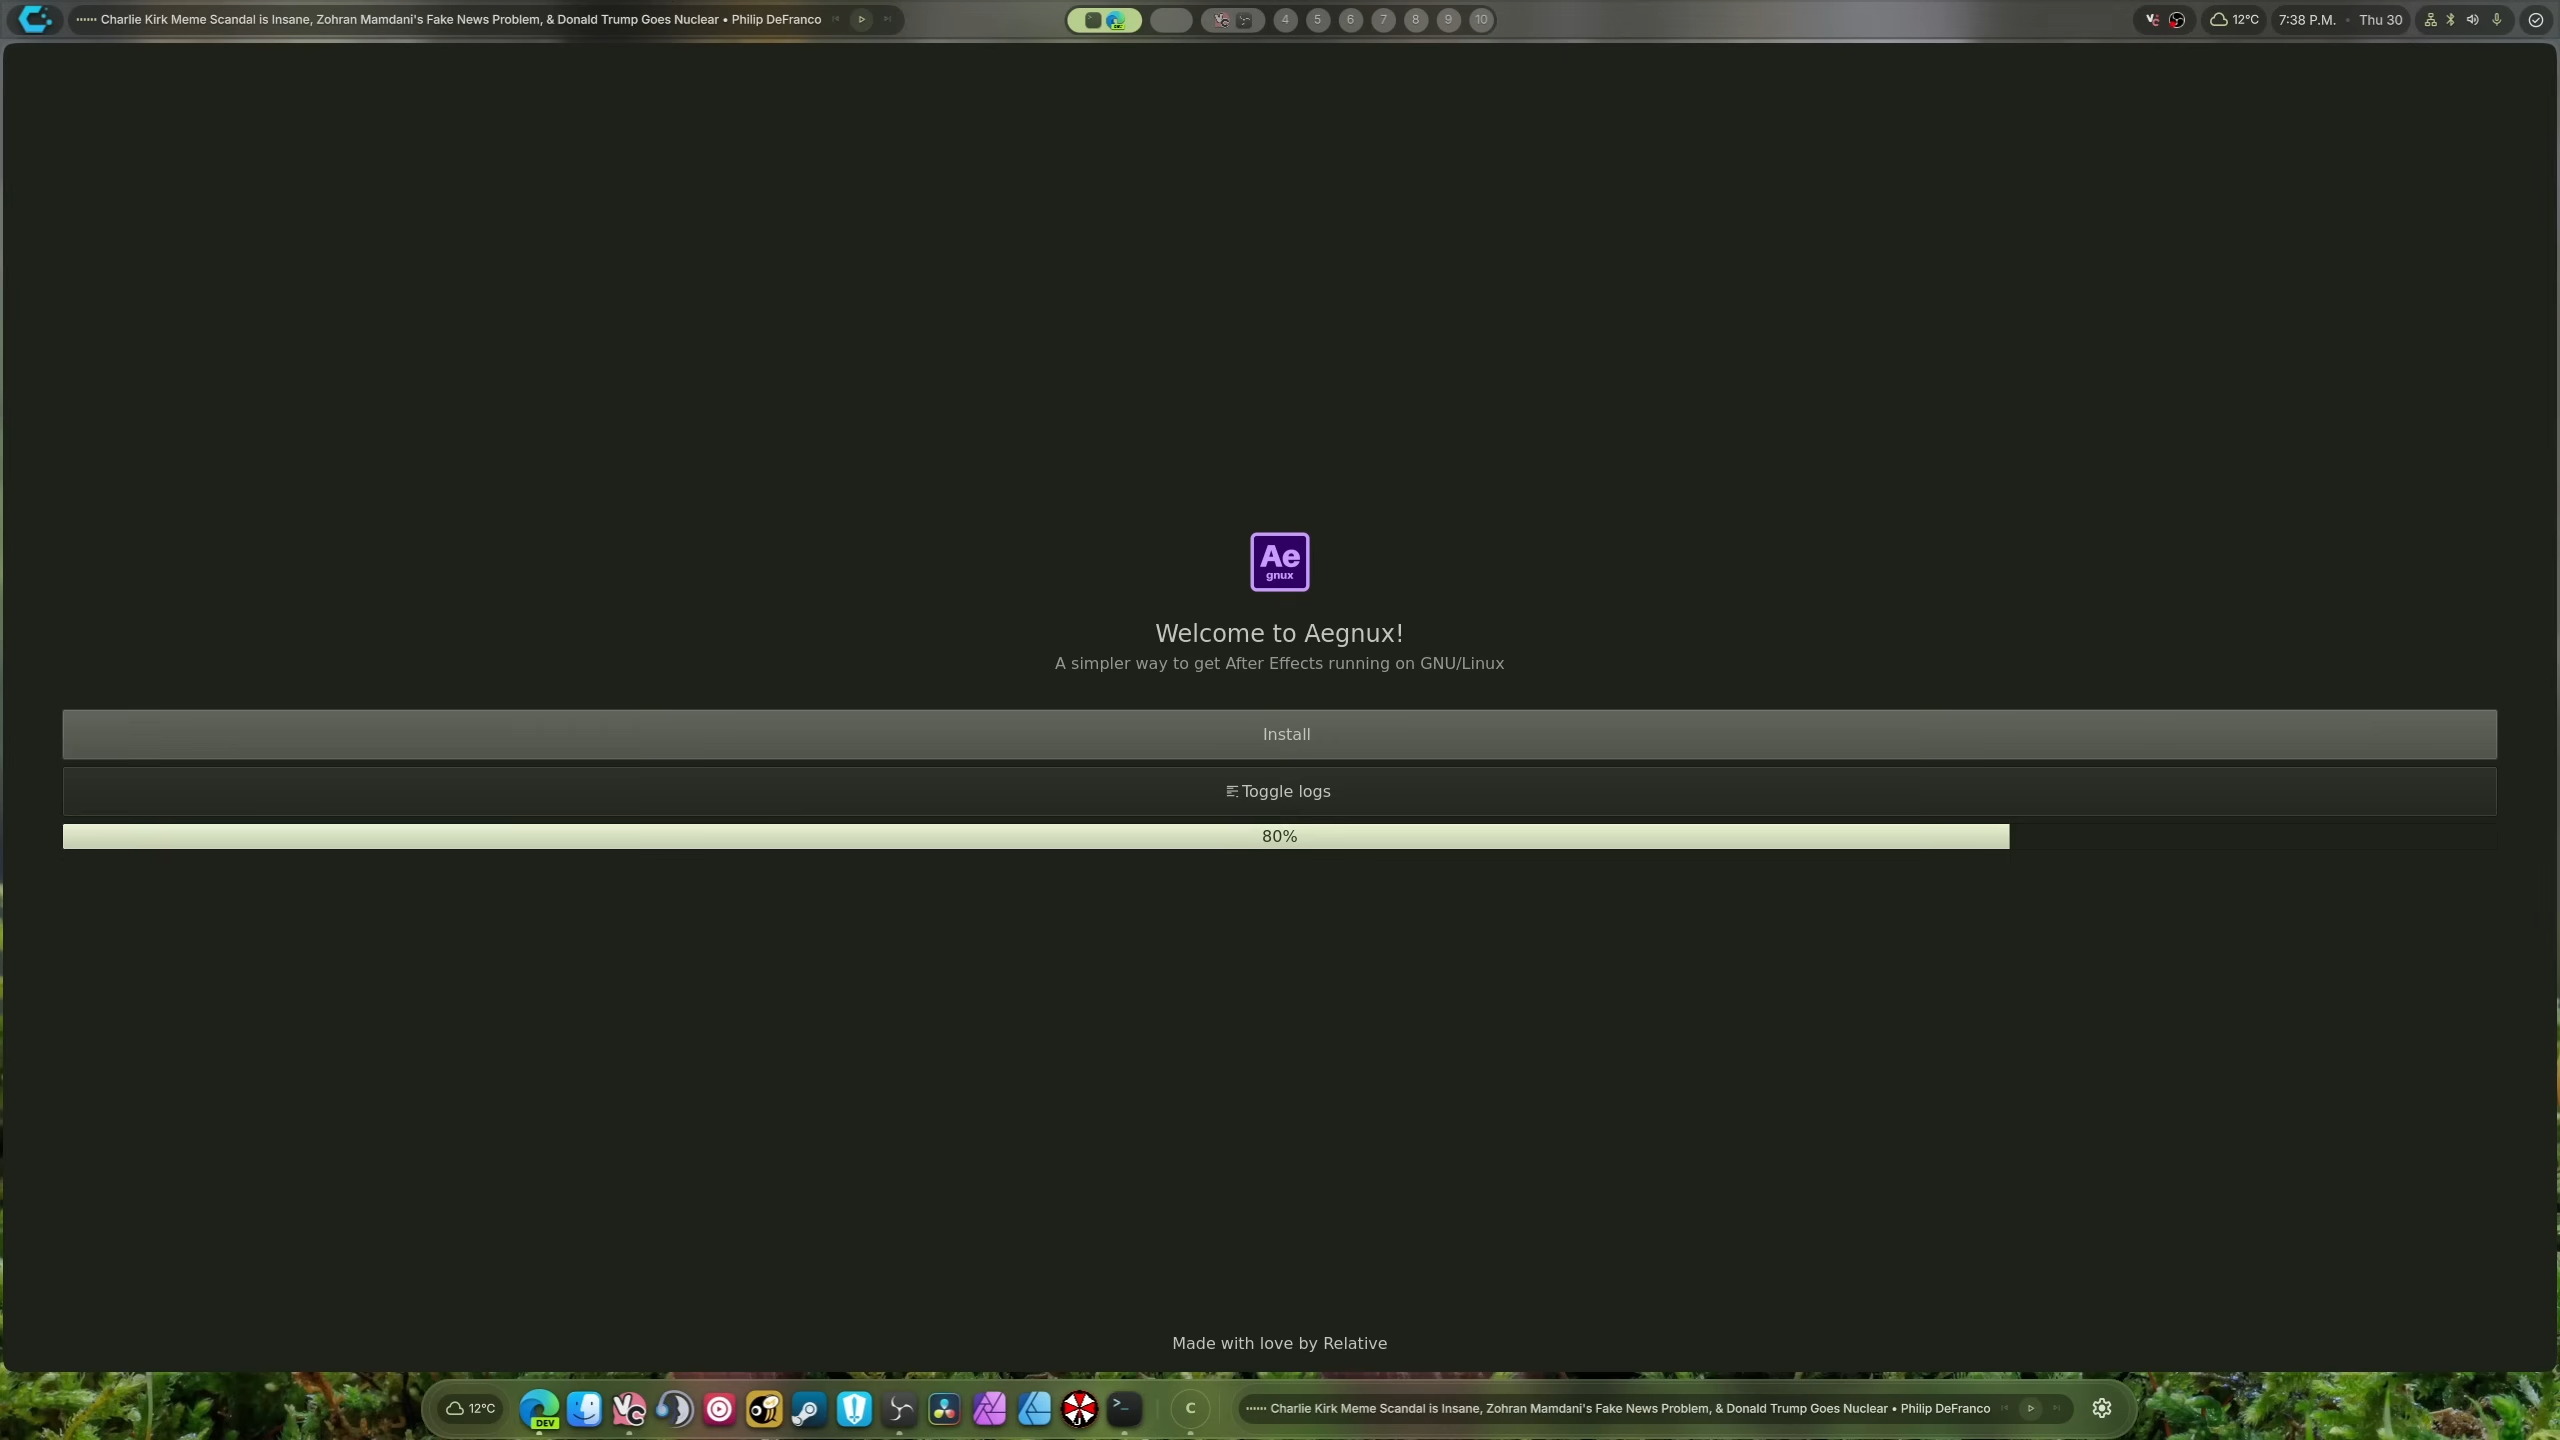 Charlie Kirk Meme Scandal is Insane, Zohran Mamdani's Fake News Problem, & Donald Trump Goes Nuclear • Philip DeFranco
4 5 6 7 8 9 10
12°C 7:38 P.M. • Thu 30
Ae
gnux
Welcome to Aegnux!
A simpler way to get After Effects running on GNU/Linux
Install
Toggle logs
80%
Made with love by Relative
12°C DEV C Charlie Kirk Meme Scandal is Insane, Zohran Mamdani's Fake News Problem, & Donald Trump Goes Nuclear • Philip DeFranco